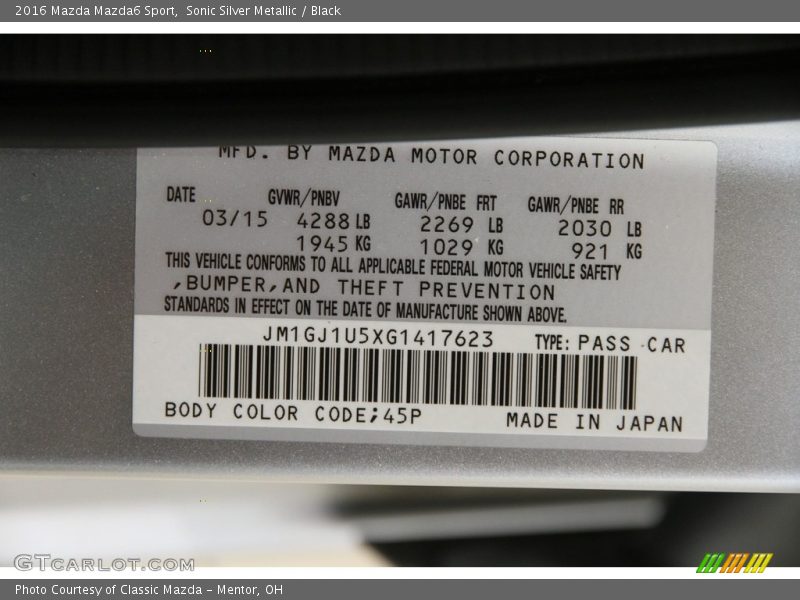 2016 Mazda Mazda6 Sport,  Sonic Silver Metallic / Black
MFD. BY MAZDA MOTOR CORPORATION
DATE GVWR/PNBV GAWR/PNBE FRT GAWR/PNBE RR
03/15 4288 LB 2269 LB 2030 LB
1945 KG 1029 KG 921 KG
THIS VEHICLE CONFORMS TO ALL APPLICABLE FEDERAL MOTOR VEHICLE SAFETY
,BUMPER,AND THEFT PREVENTION
STANDARDS IN EFFECT ON THE DATE OF MANUFACTURE SHOWN ABOVE.
JM1GJ1U5XG1417623 TYPE: PASS CAR
BODY COLOR CODE;45P MADE IN JAPAN
GTCARLOT.COM
Photo Courtesy of Classic Mazda - Mentor, OH